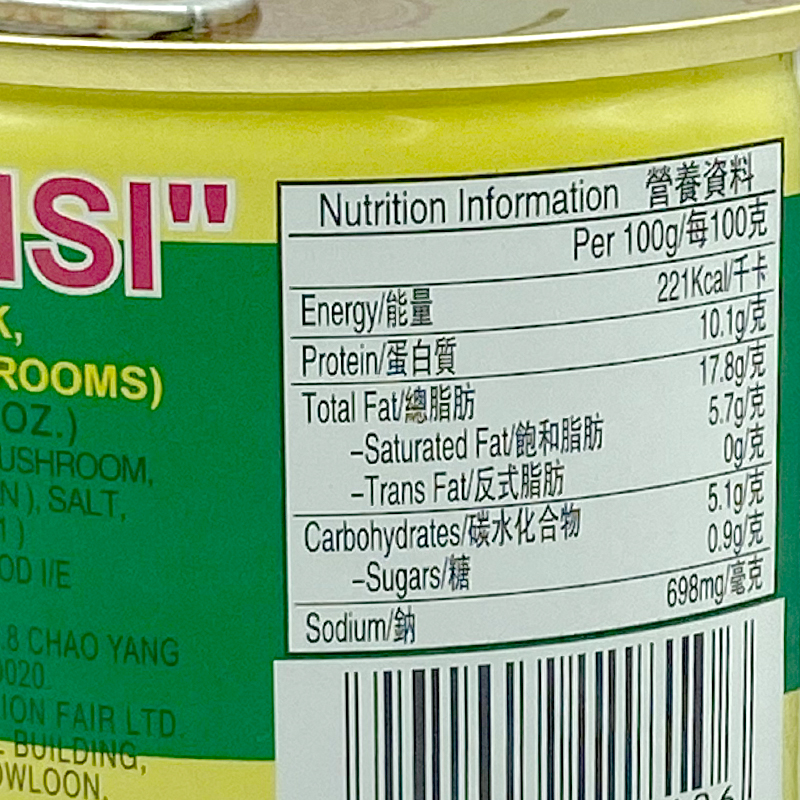 ISI"
K,
ROOMS)
OZ.)
USHROOM,
N), SALT,
1)
OD I/E
.8 CHAO YANG
0020
ION FAIR LTD
BUILDING,
OWLOON,
Nutrition Information 營養資料
Per 100g/每100克
Energy/能量 221Kcal/千卡
Protein/蛋白質 10.1g/克
Total Fat/總脂肪 17.8g/克
–Saturated Fat/飽和脂肪 5.7g/克
–Trans Fat/反式脂肪 0g/克
Carbohydrates/碳水化合物 5.1g/克
–Sugars/糖 0.9g/克
Sodium/鈉 698mg/毫克